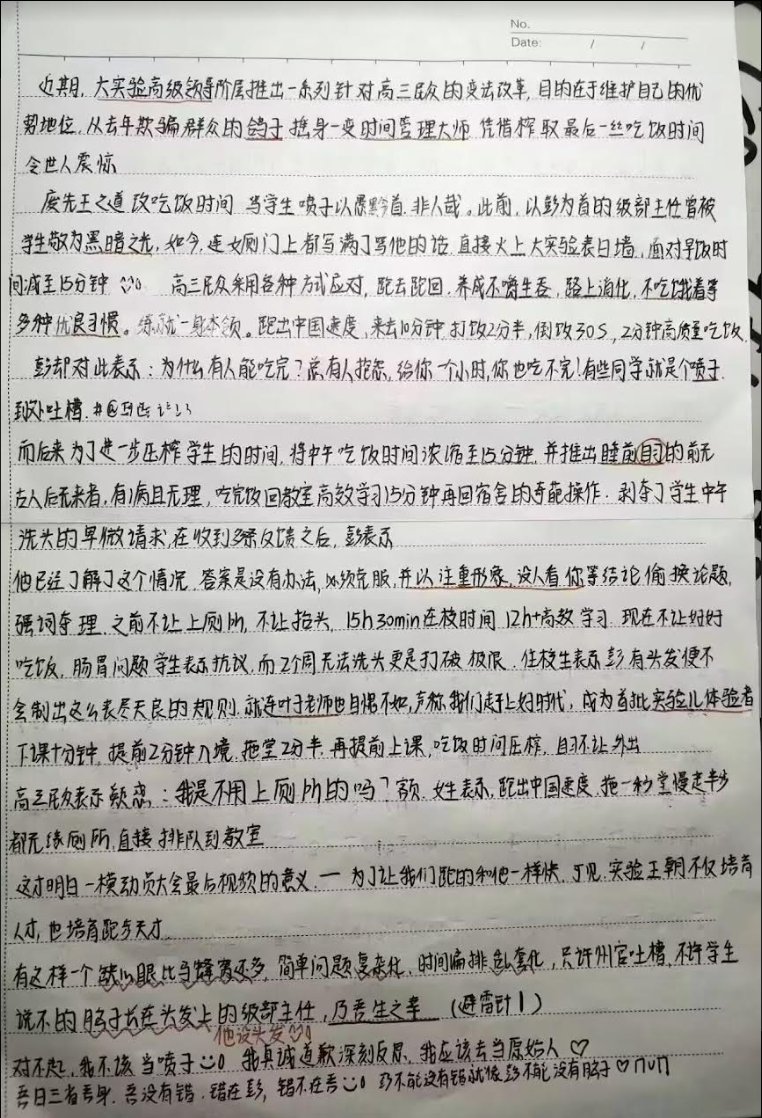 No.
Date: / /
近期,大实验高级领导阶层推出一系列针对高三民众的变法改革,目的在于维护自己的优
势地位,从去年欺骗群众的鸽子摇身一变时间管理大师 凭借榨取最后一丝吃饭时间
令世人震惊
废先王之道 改吃饭时间 当学生喷子以愚黔首 非人哉。此前,以彭为首的级部主任曾被
学生敬为黑暗之光,如今,连女厕门上都写满了骂他的话 直接火上大实验表白墙,面对早饭时
间减至15分钟 高三民众采用各种方式应对,跑去跑回,养成不嚼生吞,路上消化,不吃饿着等
多种优良习惯。练就一身本领。跑出中国速度,来去10分钟 打饭2分半,倒饭30S,2分钟高质量吃饭
彭却对此表示:为什么有人能吃完?总有人挖苦,给你一个小时,你也吃不完!有些同学就是个喷子
到处吐槽.#@
而后来为了进一步压榨学生的时间,将中午吃饭时间浓缩至15分钟,并推出睡前自习的前无
古人后无来者,有病且无理,吃完饭回教室高效学习15分钟再回宿舍的奇葩操作.剥夺了学生中午
洗头的卑微请求,在收到多条反馈之后,彭表示
他已经了解了这个情况 答案是没有办法,必须克服,并以注重形象,没人看你等结论偷换论题,
强词夺理.之前不让上厕所,不让抬头,15h30min在校时间 12h+高效学习.现在不让好好
吃饭,肠胃问题学生表示抗议,而2个周无法洗头更是打破极限.住校生表示彭有头发便不
会制出这么丧尽天良的规则.就连叶子老师也自愧不如,声称我们赶上好时代,成为首批实验儿体验者
下课十分钟,提前2分钟入境,拖堂2分半,再提前上课,吃饭时间压榨,自习不让外出
高三民众表示疑惑:我是不用上厕所的吗?额.女生表示,跑出中国速度,拖一秒堂慢走半步
都无缘厕所,直接排队到教室
这才明白一模动员大会最后视频的意义.一 为了让我们跑的和他一样快.可见,实验王朝不仅培育
人才,也培育跑步天才.
有这样一个缺心眼比马蜂窝还多,简单问题复杂化,时间编排乱套化,只许州官吐槽,不许学生
说不的脑子长在头发上的级部主任,乃吾生之幸 (避雷针!)
他没头发
对不起,我不该当喷子 我真诚道歉深刻反思,我应该去当原始人♡
吾日三省吾身.吾没有错.错在彭,错不在吾 乃不能没有锅就像彭不能没有脑子♡